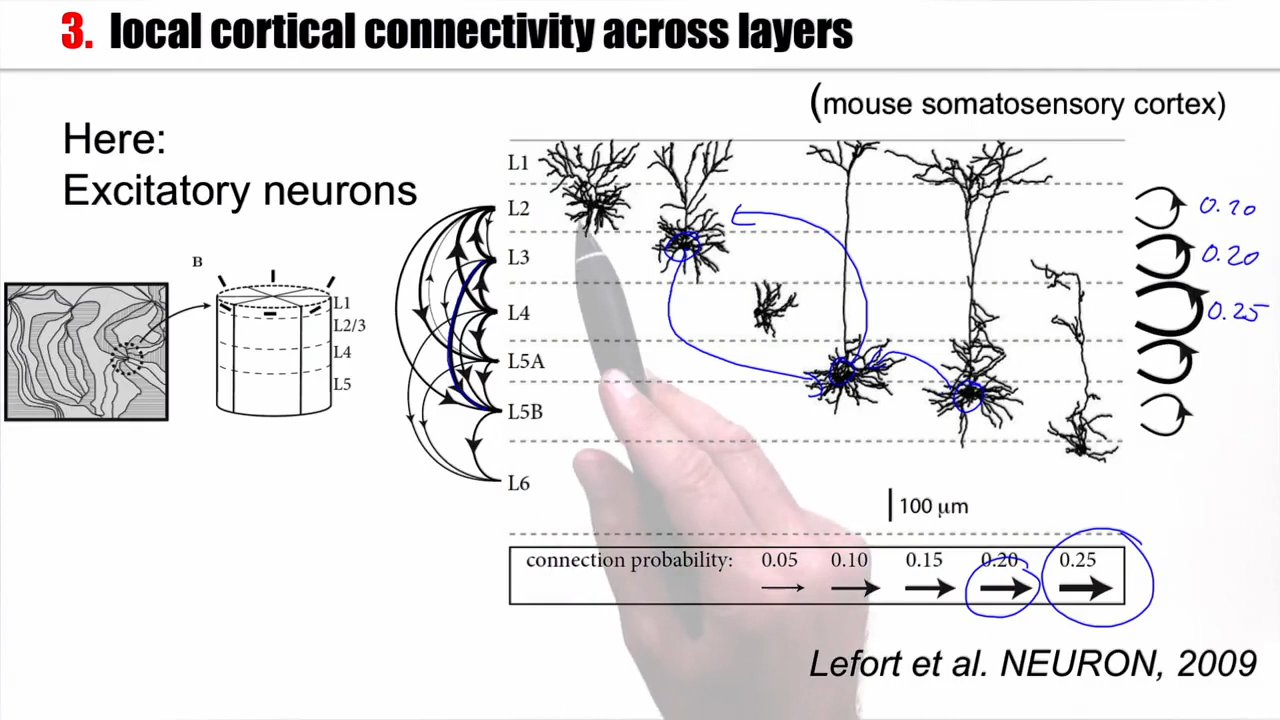 3. local cortical connectivity across layers
(mouse somatosensory cortex)
Here:
Excitatory neurons
B
L1
L2/3
L4
L5
L1
L2
L3
L4
L5A
L5B
L6
0.20
0.25
100 µm
connection probability: 0.05 0.10 0.15 0.20 0.25
Lefort et al. NEURON, 2009